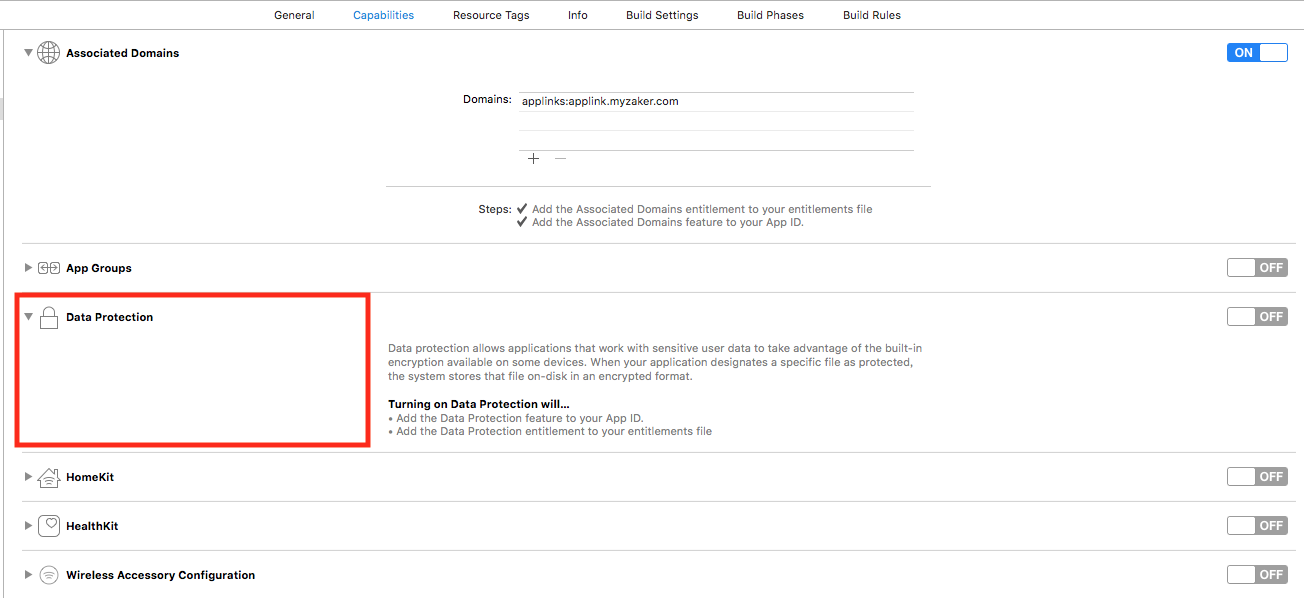 General Capabilities Resource Tags Info Build Settings Build Phases Build Rules
Associated Domains ON
Domains: applinks:applink.myzaker.com
+ −
Steps: ✔ Add the Associated Domains entitlement to your entitlements file
✔ Add the Associated Domains feature to your App ID.
App Groups OFF
Data Protection OFF
Data protection allows applications that work with sensitive user data to take advantage of the built-in
encryption available on some devices. When your application designates a specific file as protected,
the system stores that file on-disk in an encrypted format.
Turning on Data Protection will...
• Add the Data Protection feature to your App ID.
• Add the Data Protection entitlement to your entitlements file
HomeKit OFF
HealthKit OFF
Wireless Accessory Configuration OFF